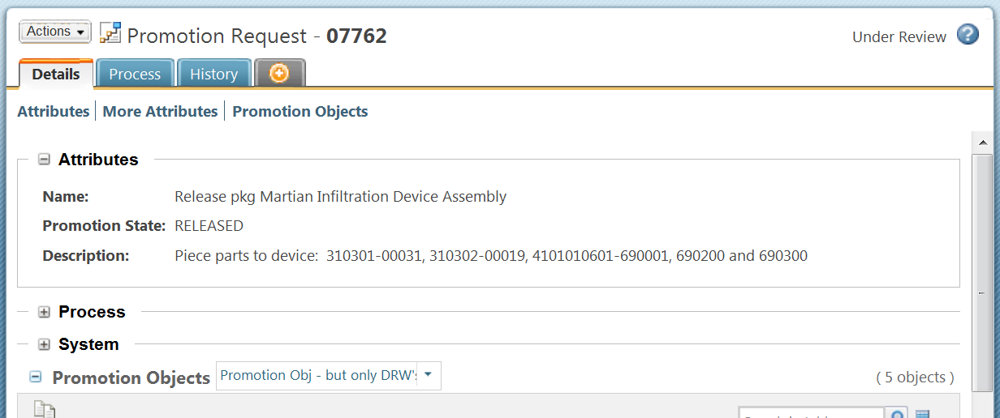 Actions
Promotion Request - 07762
Under Review
Details
Process
History
Attributes
More Attributes
Promotion Objects
Attributes
Name: Release pkg Martian Infiltration Device Assembly
Promotion State: RELEASED
Description: Piece parts to device: 310301-00031, 310302-00019, 4101010601-690001, 690200 and 690300
Process
System
Promotion Objects
Promotion Obj - but only DRW's
( 5 objects )